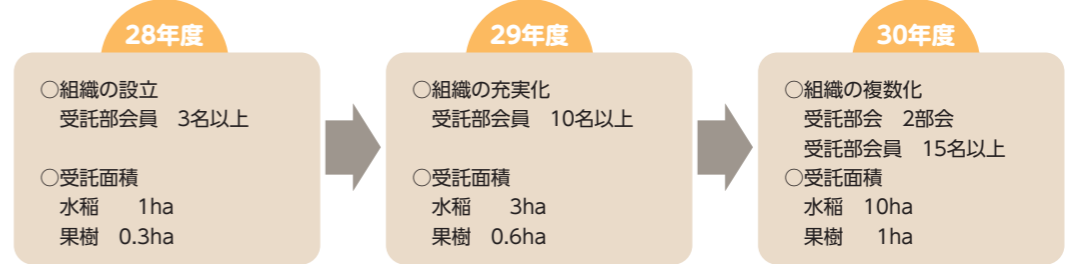 28年度
○組織の設立
受託部会員 3名以上
○受託面積
水稲 1ha
果樹 0.3ha
29年度
○組織の充実化
受託部会員 10名以上
○受託面積
水稲 3ha
果樹 0.6ha
30年度
○組織の複数化
受託部会 2部会
受託部会員 15名以上
○受託面積
水稲 10ha
果樹 1ha